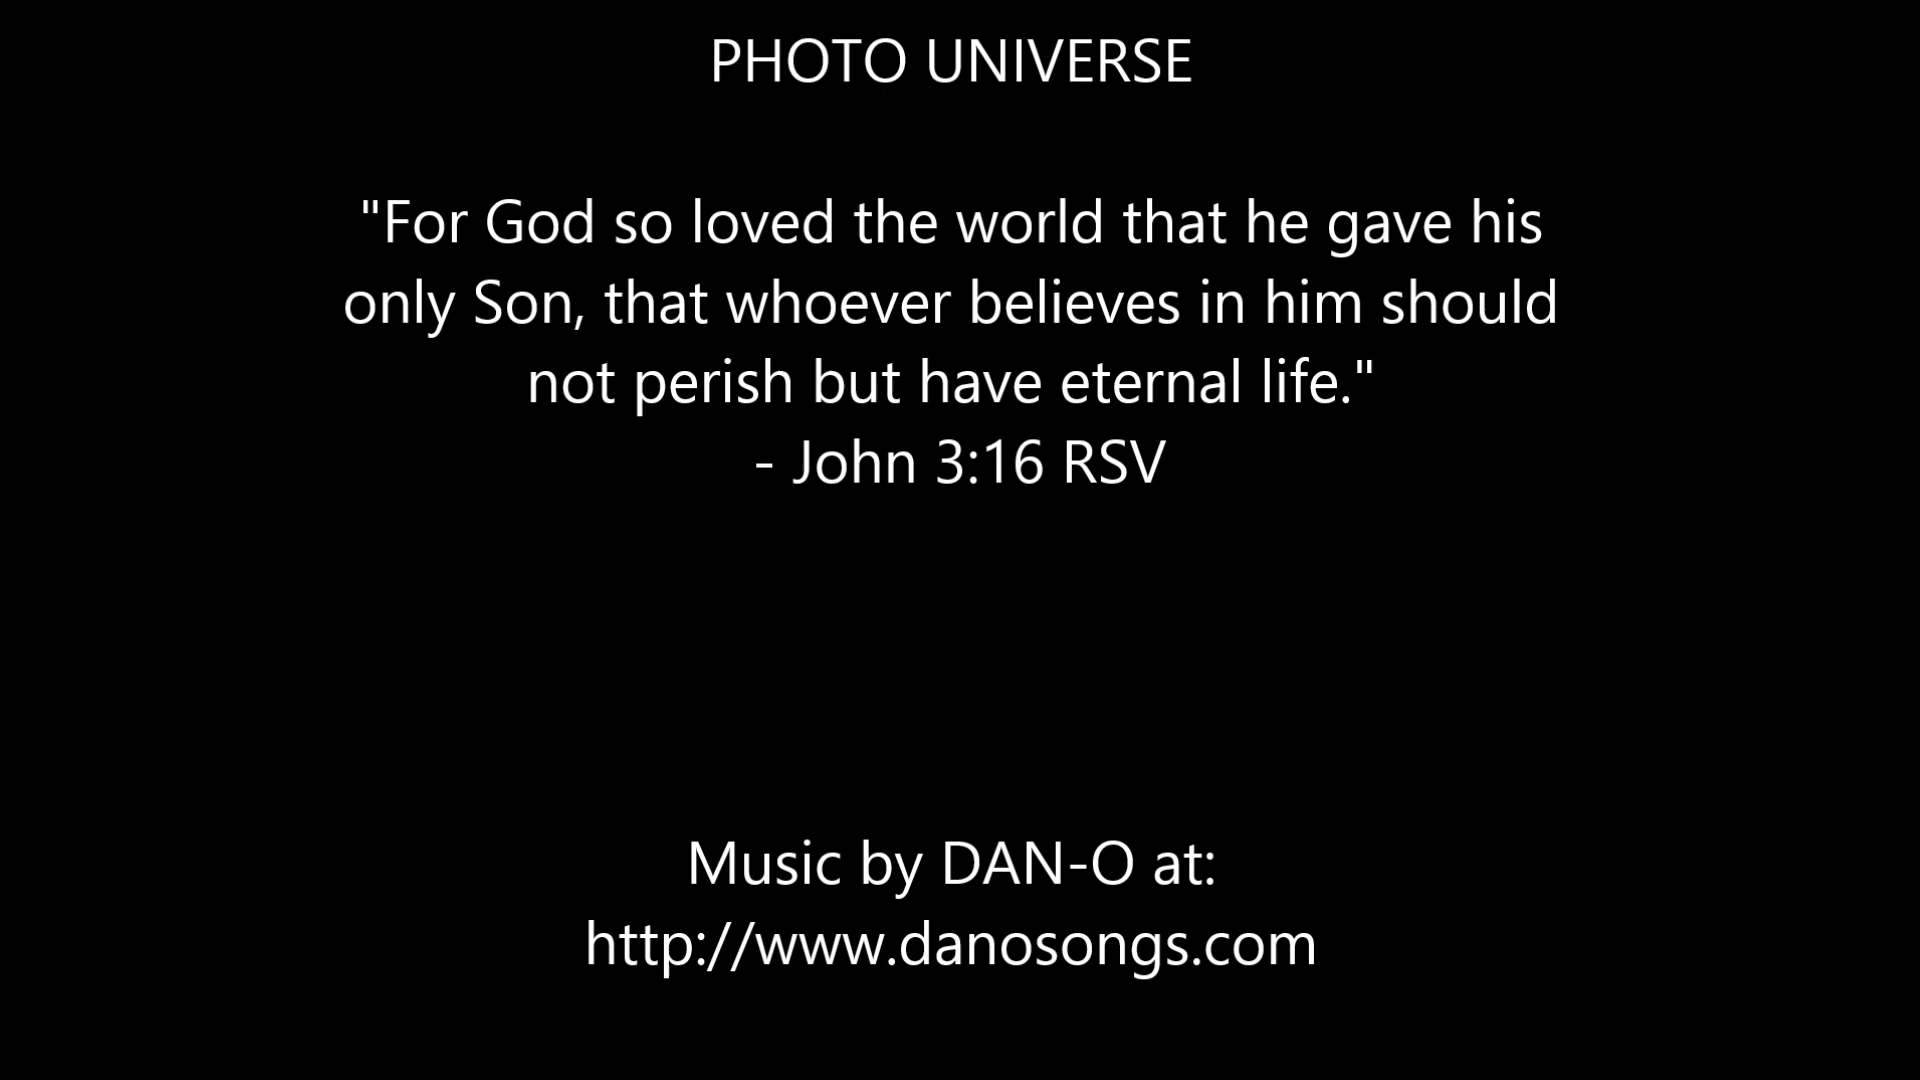 PHOTO UNIVERSE
"For God so loved the world that he gave his
only Son, that whoever believes in him should
not perish but have eternal life."
- John 3:16 RSV
Music by DAN-O at:
http://www.danosongs.com